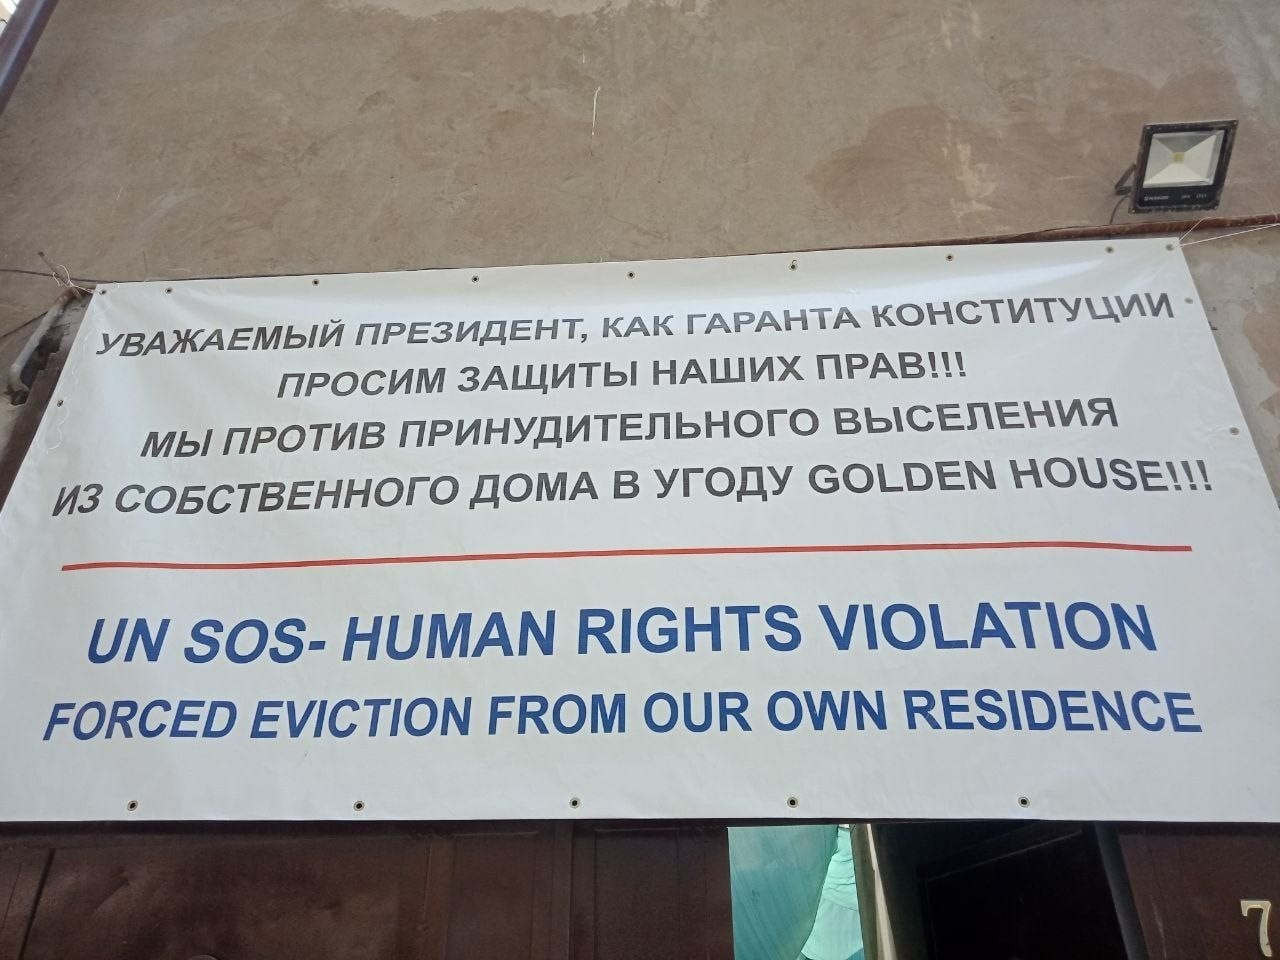 УВАЖАЕМЫЙ ПРЕЗИДЕНТ, КАК ГАРАНТА КОНСТИТУЦИИ
ПРОСИМ ЗАЩИТЫ НАШИХ ПРАВ!!!
МЫ ПРОТИВ ПРИНУДИТЕЛЬНОГО ВЫСЕЛЕНИЯ
ИЗ СОБСТВЕННОГО ДОМА В УГОДУ GOLDEN HOUSE!!!
UN SOS- HUMAN RIGHTS VIOLATION
FORCED EVICTION FROM OUR OWN RESIDENCE
7